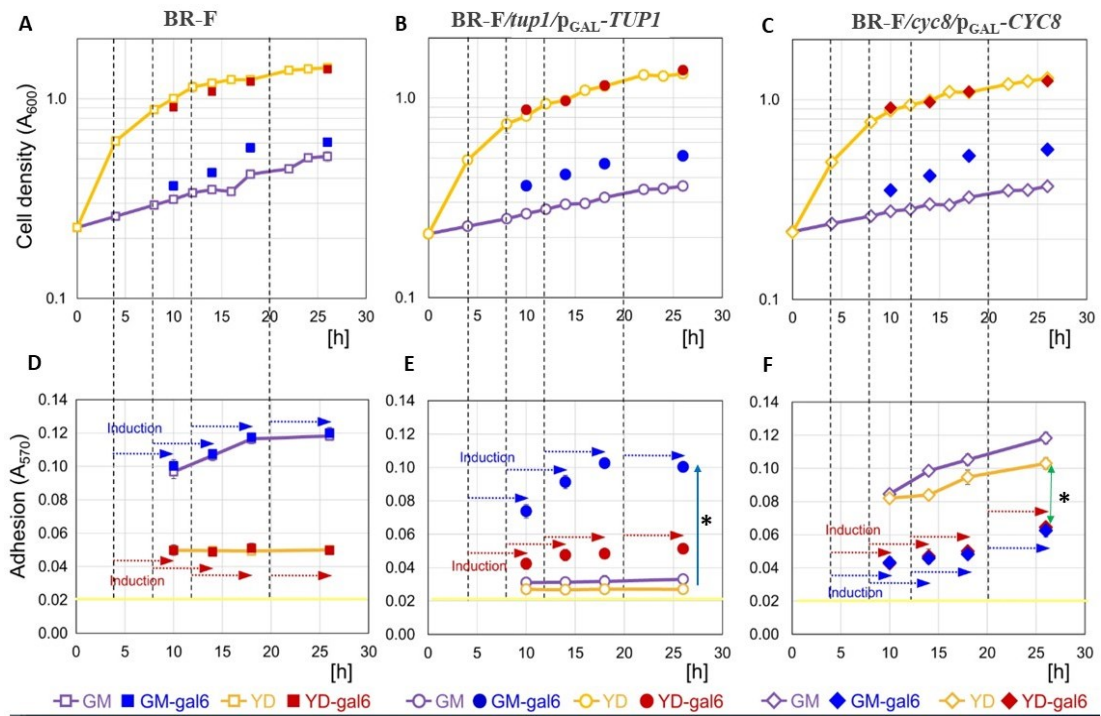 A BR-F
B BR-F/tup1/pGAL-TUP1
C BR-F/cyc8/pGAL-CYC8
Cell density (A600)
1.0
0.1
0 5 10 15 20 25 30
[h]
1.0
0.1
0 5 10 15 20 25 30
[h]
1.0
0.1
0 5 10 15 20 25 30
[h]
D
Adhesion (A570)
0.14
0.12
0.10
0.08
0.06
0.04
0.02
0.00
Induction
Induction
0 5 10 15 20 25 30
[h]
E
0.14
0.12
0.10
0.08
0.06
0.04
0.02
0.00
Induction
Induction
*
0 5 10 15 20 25 30
[h]
F
0.14
0.12
0.10
0.08
0.06
0.04
0.02
0.00
Induction
Induction
*
0 5 10 15 20 25 30
[h]
GM GM-gal6 YD YD-gal6
GM GM-gal6 YD YD-gal6
GM GM-gal6 YD YD-gal6